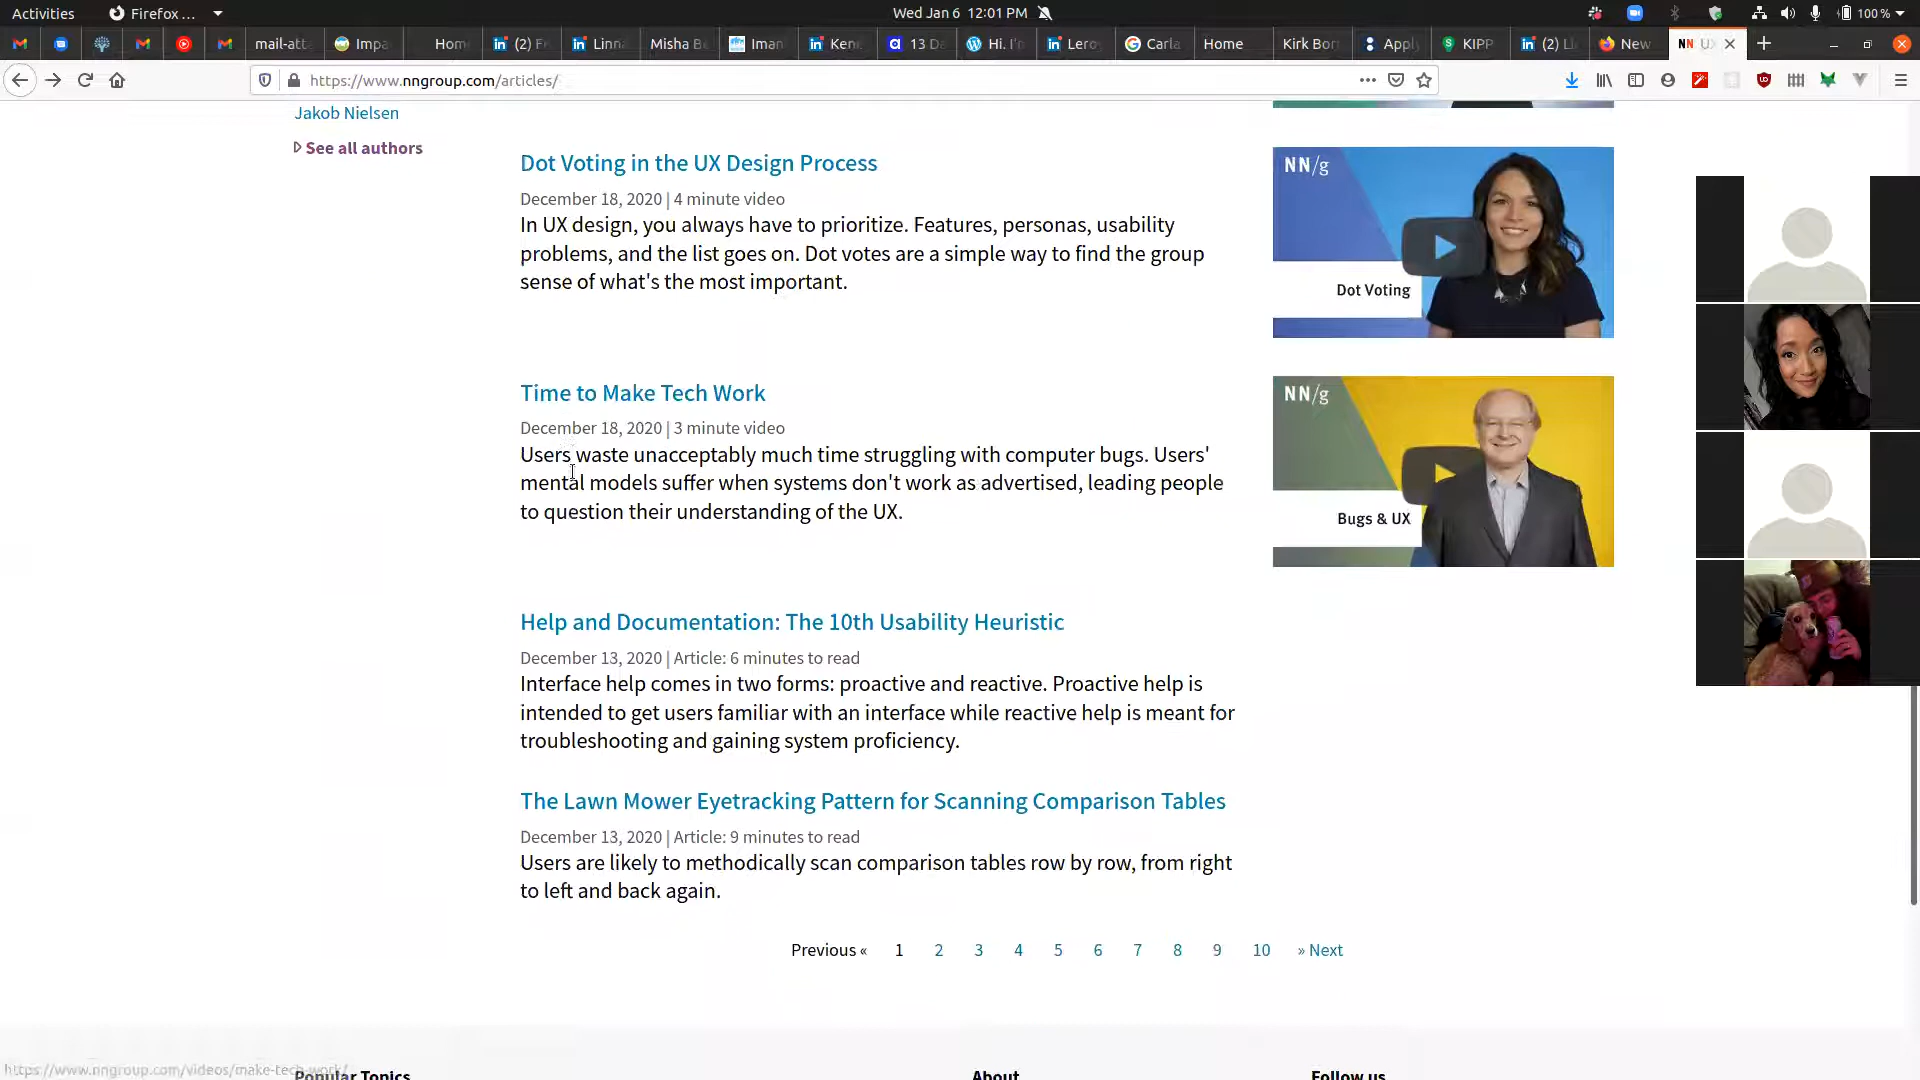 Activities Firefox ... Wed Jan 6 12:01 PM 100 %
mail-att Impa Hom (2) F Linna Misha B Iman Kene 13 D Hi. I' Lero Carla Home Kirk Bor Appl KIPP (2) L New NN U
https://www.nngroup.com/articles/
Jakob Nielsen
See all authors
Dot Voting in the UX Design Process
December 18, 2020 | 4 minute video
In UX design, you always have to prioritize. Features, personas, usability
problems, and the list goes on. Dot votes are a simple way to find the group
sense of what's the most important.
NN/g
Dot Voting
Time to Make Tech Work
December 18, 2020 | 3 minute video
Users waste unacceptably much time struggling with computer bugs. Users'
mental models suffer when systems don't work as advertised, leading people
to question their understanding of the UX.
NN/g
Bugs & UX
Help and Documentation: The 10th Usability Heuristic
December 13, 2020 | Article: 6 minutes to read
Interface help comes in two forms: proactive and reactive. Proactive help is
intended to get users familiar with an interface while reactive help is meant for
troubleshooting and gaining system proficiency.
The Lawn Mower Eyetracking Pattern for Scanning Comparison Tables
December 13, 2020 | Article: 9 minutes to read
Users are likely to methodically scan comparison tables row by row, from right
to left and back again.
Previous « 1 2 3 4 5 6 7 8 9 10 » Next
https://www.nngroup.com/videos/make-tech-work/
Popular Topics About Follow us